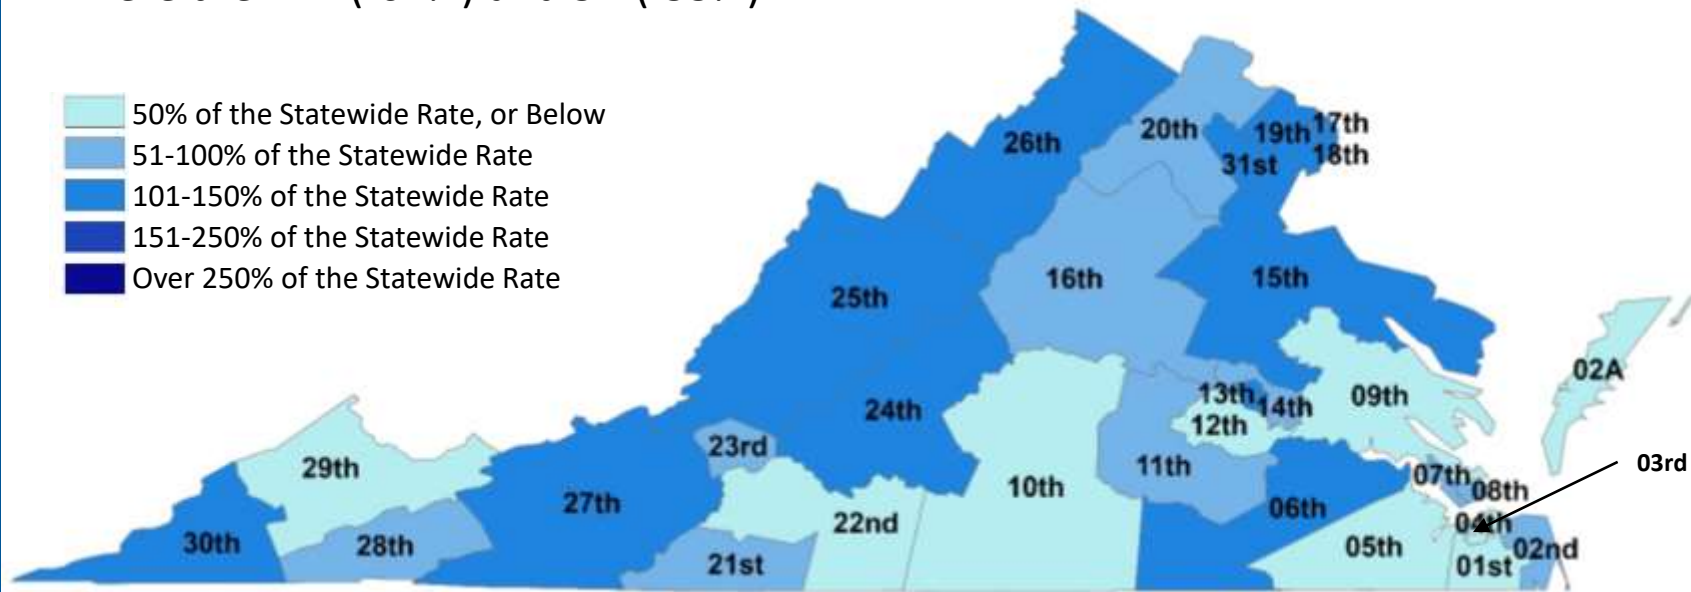 50% of the Statewide Rate, or Below
51-100% of the Statewide Rate
101-150% of the Statewide Rate
151-250% of the Statewide Rate
Over 250% of the Statewide Rate
17th
20th
19th
26th
18th
31st
16th
15th
25th
02A
13th
09th
14th
24th
12th
23rd
03rd
29th
11th
07th
10th
08th
27th
06th
22nd
04th
30th
28th
05th
02nd
21st
01st